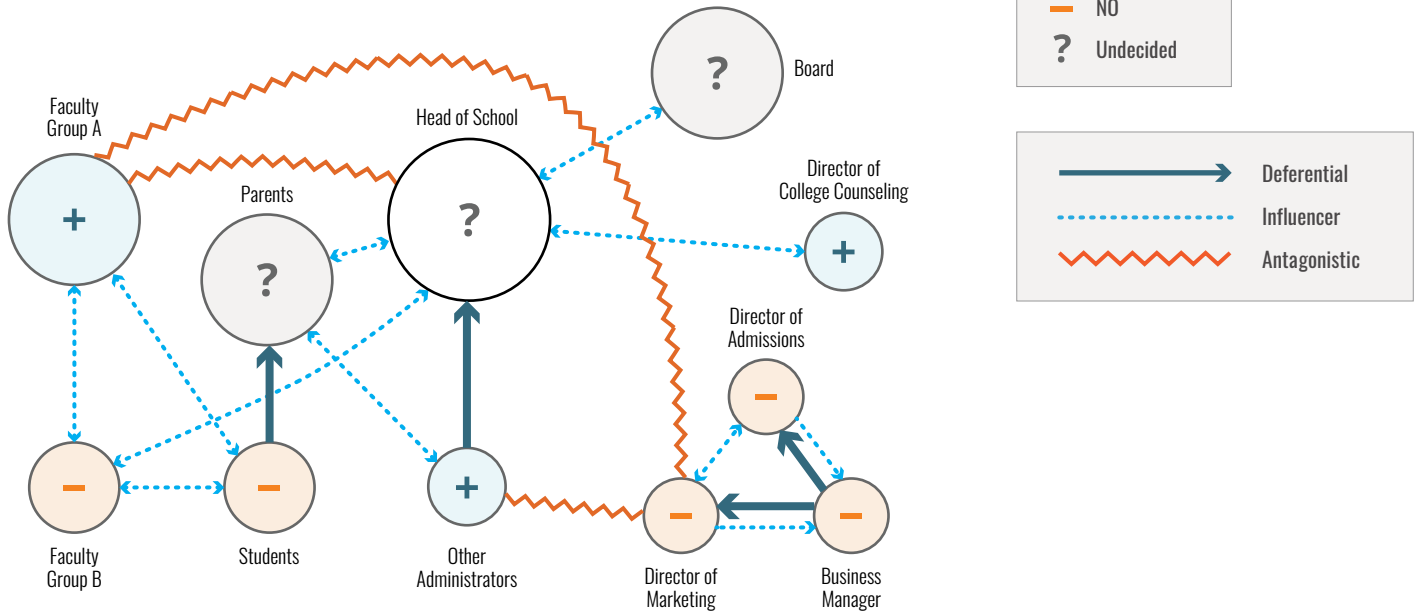 NO
? Undecided
Deferential
Influencer
Antagonistic
Board
?
Faculty
Group A
+
Head of School
?
Director of
College Counseling
+
Parents
?
Director of
Admissions
−
−
Faculty
Group B
−
Students
+
Other
Administrators
−
Director of
Marketing
−
Business
Manager